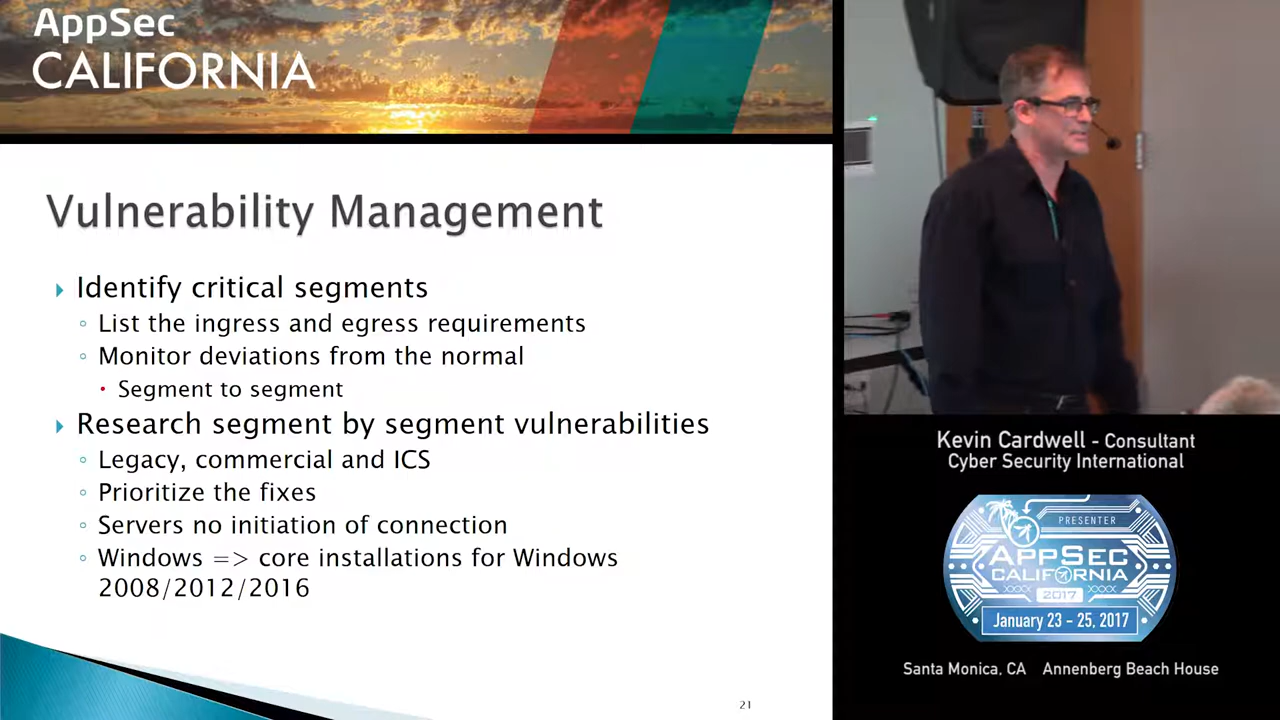 AppSec
CALIFORNIA
Vulnerability Management
Identify critical segments
List the ingress and egress requirements
Monitor deviations from the normal
Segment to segment
Research segment by segment vulnerabilities
Legacy, commercial and ICS
Prioritize the fixes
Servers no initiation of connection
Windows => core installations for Windows
2008/2012/2016
21
Kevin Cardwell - Consultant
Cyber Security International
PRESENTER
APPSEC
CALIFORNIA
XXXX 2017 XXXX
January 23 - 25, 2017
Santa Monica, CA Annenberg Beach House